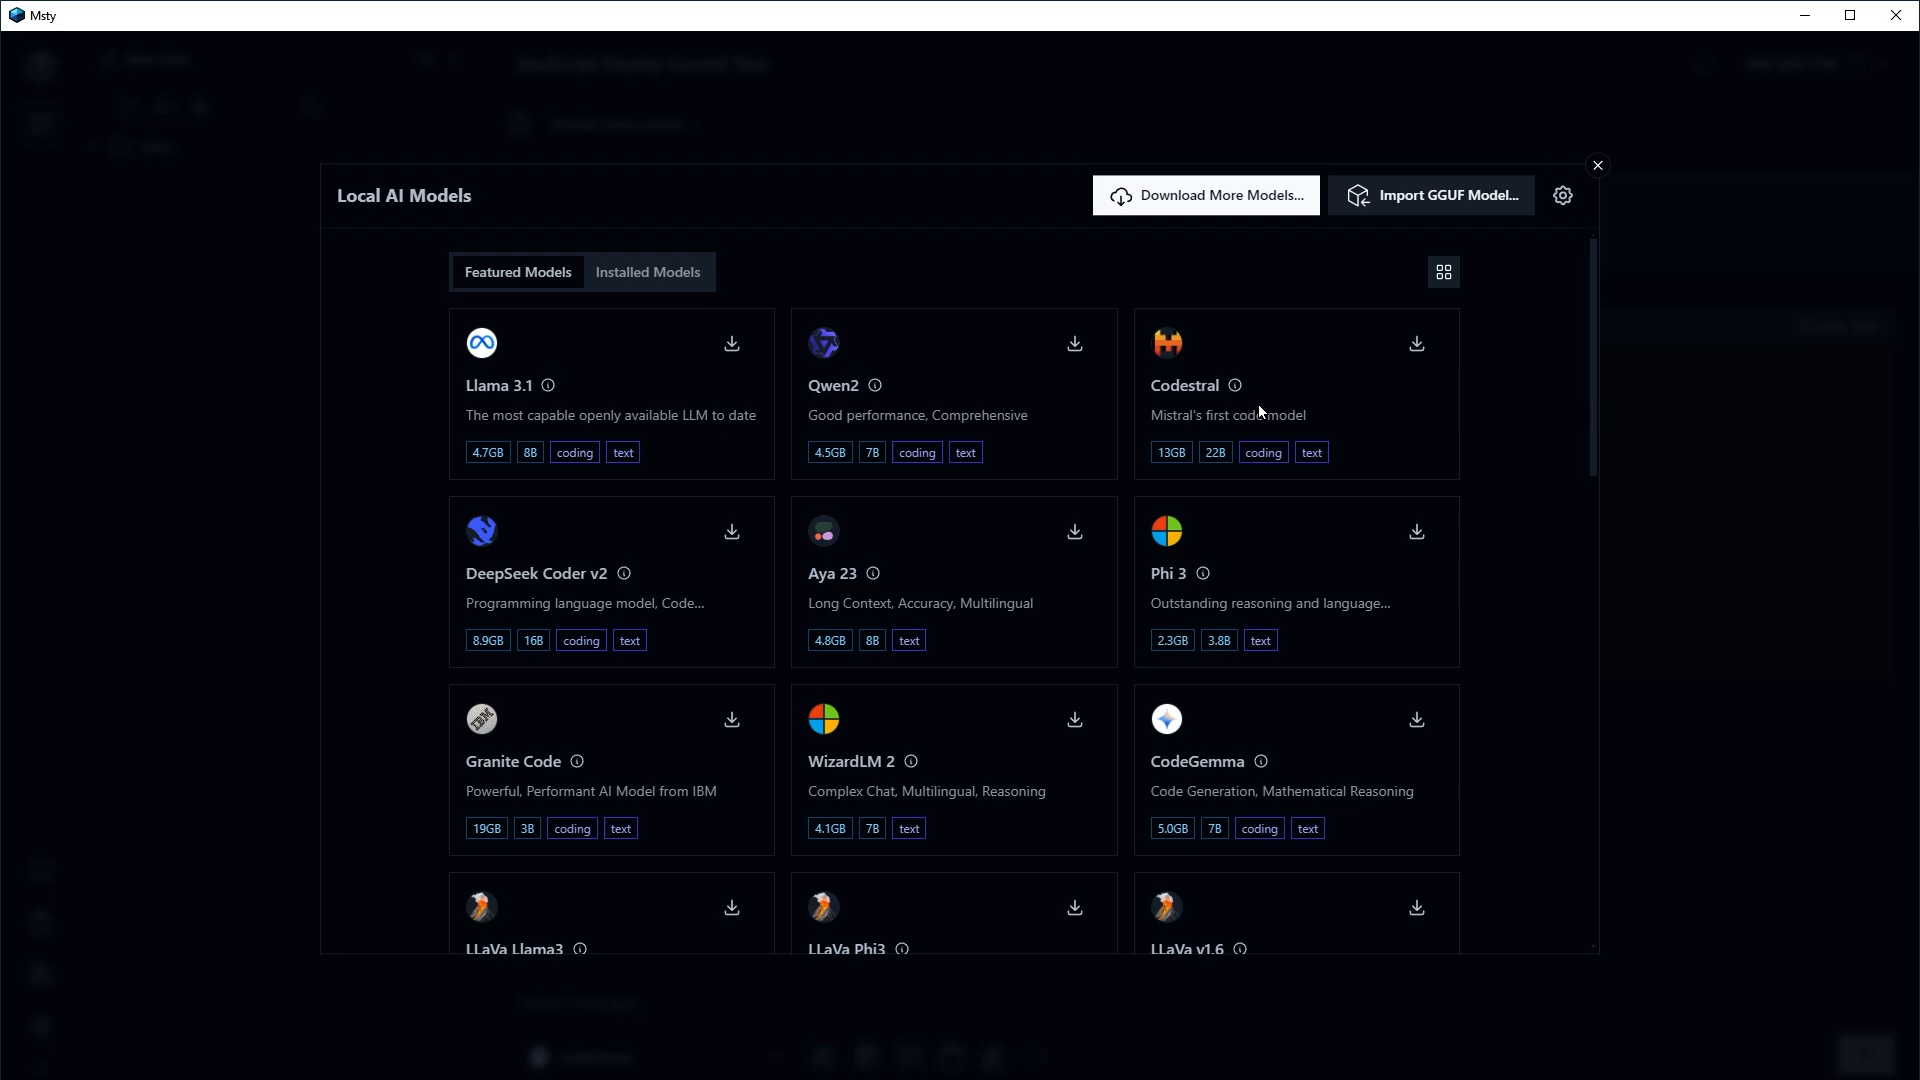 Msty
Local AI Models
Download More Models...
Import GGUF Model...
Featured Models
Installed Models
Llama 3.1
The most capable openly available LLM to date
4.7GB 8B coding text
Qwen2
Good performance, Comprehensive
4.5GB 7B coding text
Codestral
Mistral's first code model
13GB 22B coding text
DeepSeek Coder v2
Programming language model, Code...
8.9GB 16B coding text
Aya 23
Long Context, Accuracy, Multilingual
4.8GB 8B text
Phi 3
Outstanding reasoning and language...
2.3GB 3.8B text
IBM
Granite Code
Powerful, Performant AI Model from IBM
19GB 3B coding text
WizardLM 2
Complex Chat, Multilingual, Reasoning
4.1GB 7B text
CodeGemma
Code Generation, Mathematical Reasoning
5.0GB 7B coding text
LLaVa Llama3
LLaVa Phi3
LLaVa v1.6